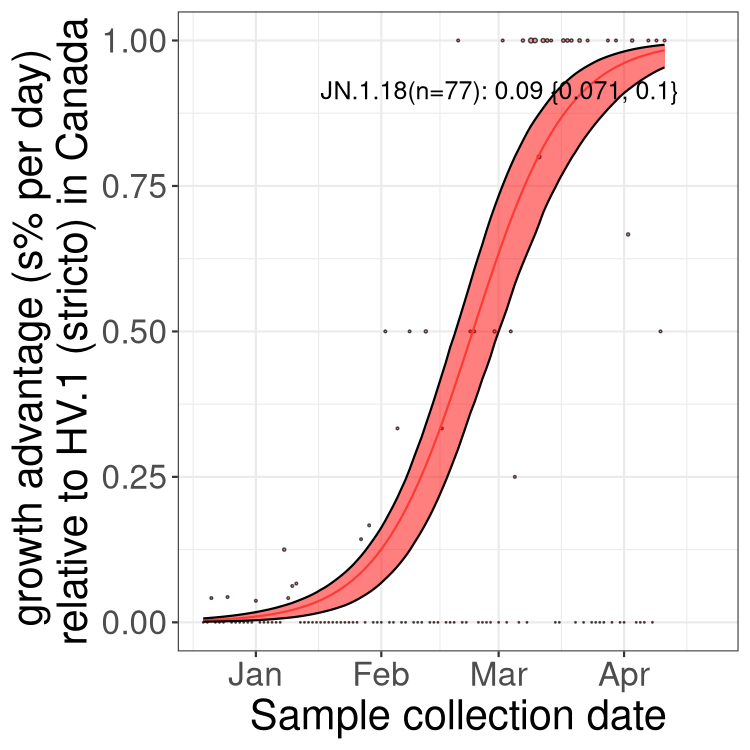 growth advantage (s% per day)
relative to HV.1 (stricto) in Canada
1.00
0.75
0.50
0.25
0.00
JN.1.18(n=77): 0.09 {0.071, 0.1}
Jan Feb Mar Apr
Sample collection date